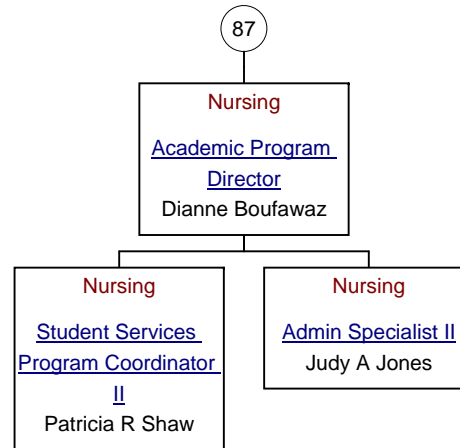 87
Nursing
Academic Program
Director
Dianne Boufawaz
Nursing
Student Services
Program Coordinator
II
Patricia R Shaw
Nursing
Admin Specialist II
Judy A Jones